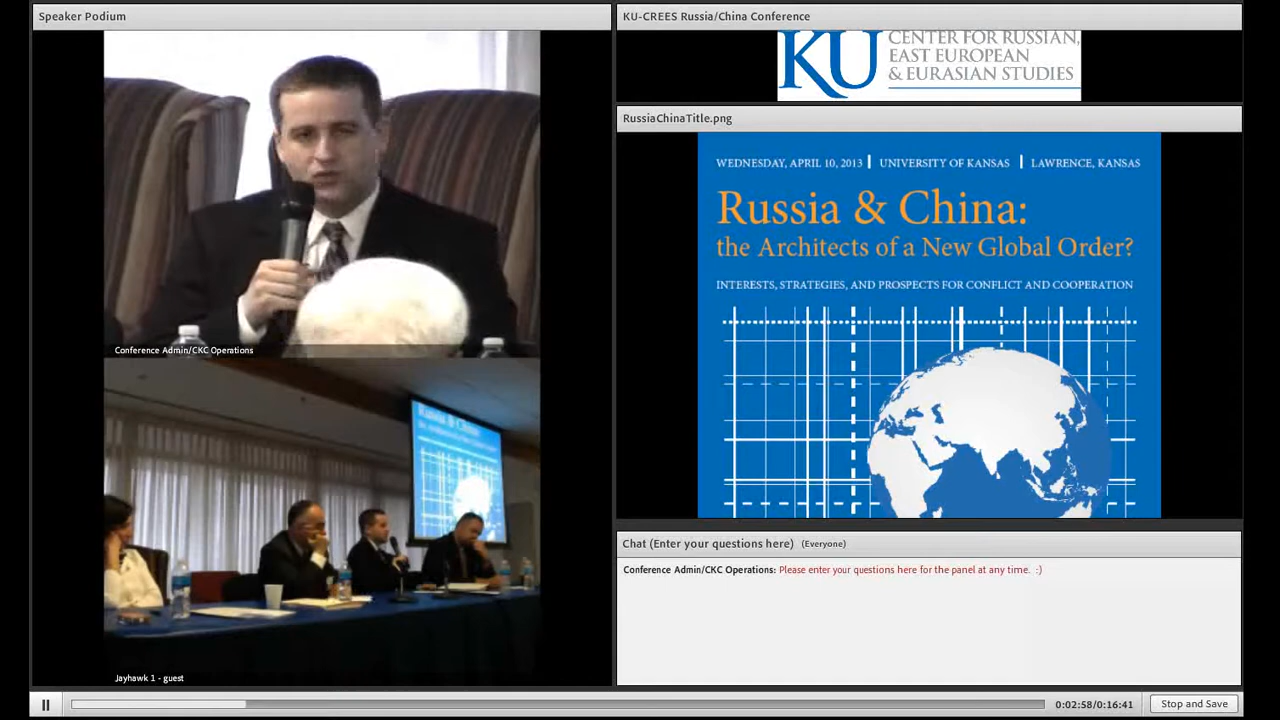 Speaker Podium
Conference Admin/CKC Operations
Russia & China
Jayhawk 1 - guest
KU-CREES Russia/China Conference
KU
CENTER FOR RUSSIAN,
EAST EUROPEAN
& EURASIAN STUDIES
RussiaChinaTitle.png
WEDNESDAY, APRIL 10, 2013 | UNIVERSITY OF KANSAS | LAWRENCE, KANSAS
Russia & China:
the Architects of a New Global Order?
INTERESTS, STRATEGIES, AND PROSPECTS FOR CONFLICT AND COOPERATION
Chat (Enter your questions here) (Everyone)
Conference Admin/CKC Operations: Please enter your questions here for the panel at any time. :)
0:02:58/0:16:41
Stop and Save